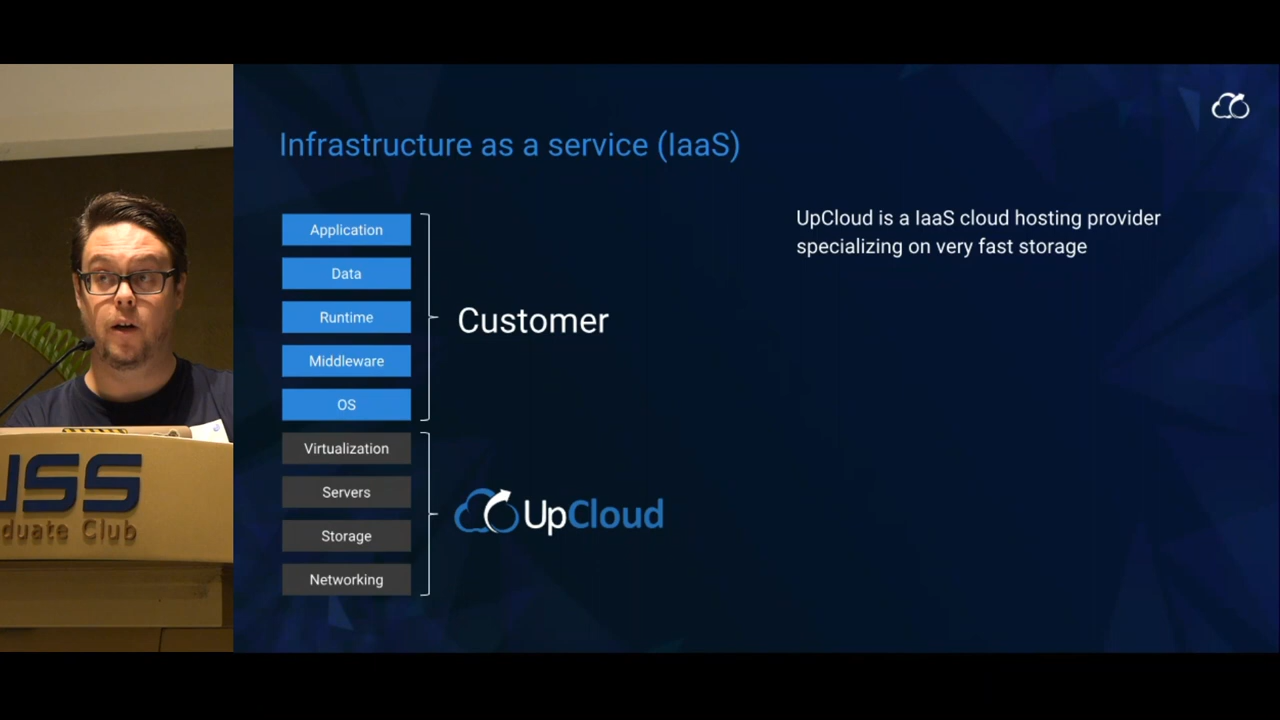 Infrastructure as a service (IaaS)
Application
Data
Runtime
Middleware
OS
Customer
Virtualization
Servers
Storage
Networking
UpCloud
UpCloud is a IaaS cloud hosting provider
specializing on very fast storage
USS
duate Club